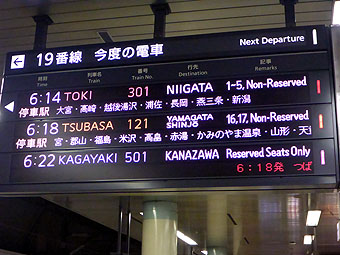 ← 19番線 今度の電車 Next Departure
時刻 列車名 番号 行先 記事
Time Train Train No. Destination Remarks
6:14 TOKI 301 NIIGATA 1-5, Non-Reserved
停車駅 大宮・高崎・越後湯沢・浦佐・長岡・燕三条・新潟
6:18 TSUBASA 121 YAMAGATA SHINJO 16,17, Non-Reserved
停車駅 宮・郡山・福島・米沢・高畠・赤湯・かみのやま温泉・山形・天
6:22 KAGAYAKI 501 KANAZAWA Reserved Seats Only
6:18発 つば